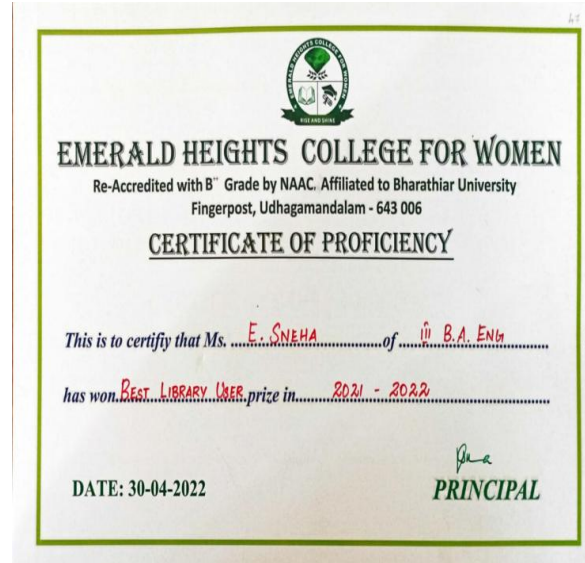 47
EMERALD HEIGHTS COLLEGE FOR WOMEN
RISE AND SHINE
EMERALD HEIGHTS COLLEGE FOR WOMEN
Re-Accredited with B++ Grade by NAAC. Affiliated to Bharathiar University
Fingerpost, Udhagamandalam - 643 006
CERTIFICATE OF PROFICIENCY
This is to certifiy that Ms. .....E. SNEHA................of .....III B.A. ENG...........
has won.BEST LIBRARY USER.prize in.........2021 - 2022.............................
DATE: 30-04-2022
PRINCIPAL